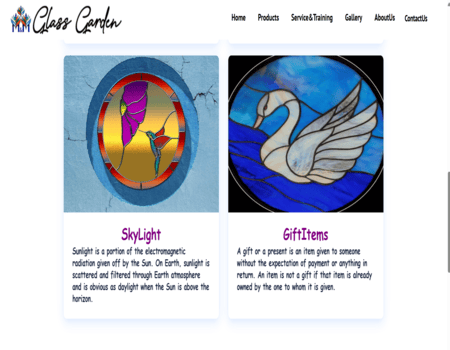 Glass Garden
Home Products Service&Training Gallery AboutUs ContactUs
SkyLight
Sunlight is a portion of the electromagnetic
radiation given off by the Sun. On Earth, sunlight is
scattered and filtered through Earth atmosphere
and is obvious as daylight when the Sun is above the
horizon.
GiftItems
A gift or a present is an item given to someone
without the expectation of payment or anything in
return. An item is not a gift if that item is already
owned by the one to whom it is given.